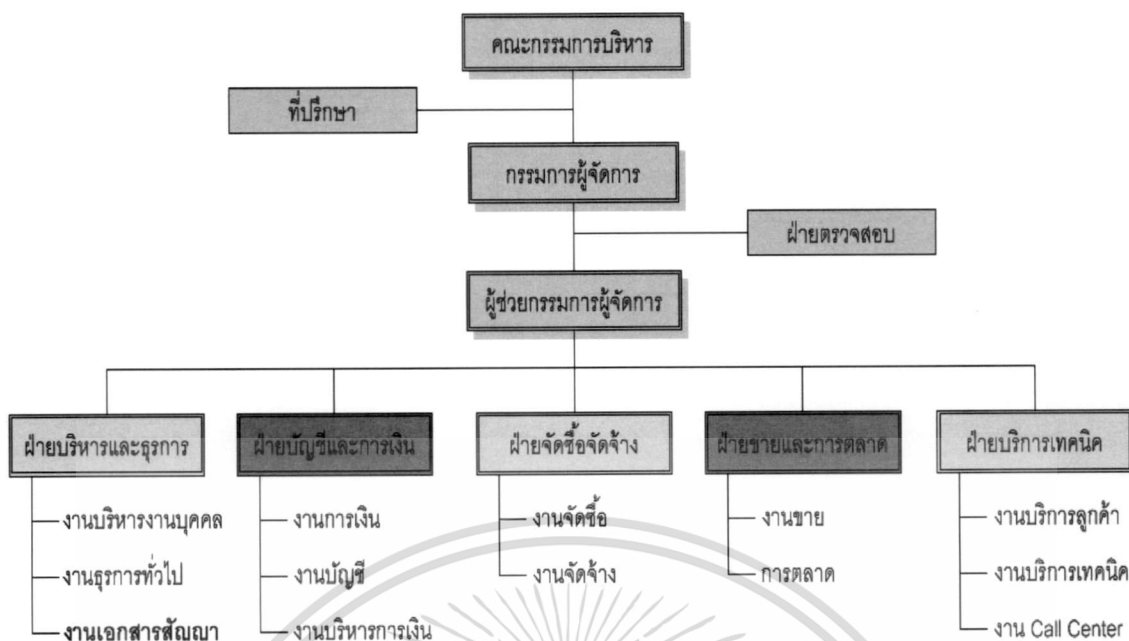 คณะกรรมการบริหาร
ที่ปรึกษา
กรรมการผู้จัดการ
ฝ่ายตรวจสอบ
ผู้ช่วยกรรมการผู้จัดการ
ฝ่ายบริหารและธุรการ
ฝ่ายบัญชีและการเงิน
ฝ่ายจัดซื้อจัดจ้าง
ฝ่ายขายและการตลาด
ฝ่ายบริการเทคนิค
งานบริหารงานบุคคล
งานธุรการทั่วไป
งานเอกสารสัญญา
งานการเงิน
งานบัญชี
งานบริหารการเงิน
งานจัดซื้อ
งานจัดจ้าง
งานขาย
การตลาด
งานบริการลูกค้า
งานบริการเทคนิค
งาน Call Center